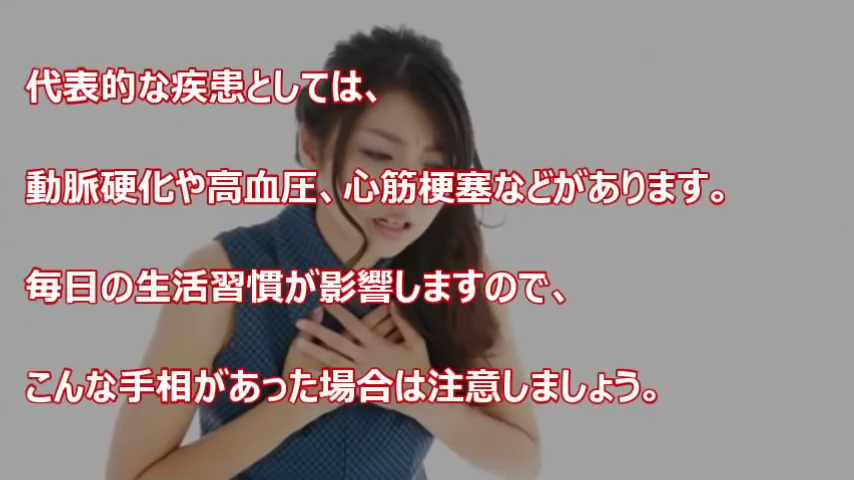 代表的な疾患としては、
動脈硬化や高血圧、心筋梗塞などがあります。
毎日の生活習慣が影響しますので、
こんな手相があった場合は注意しましょう。